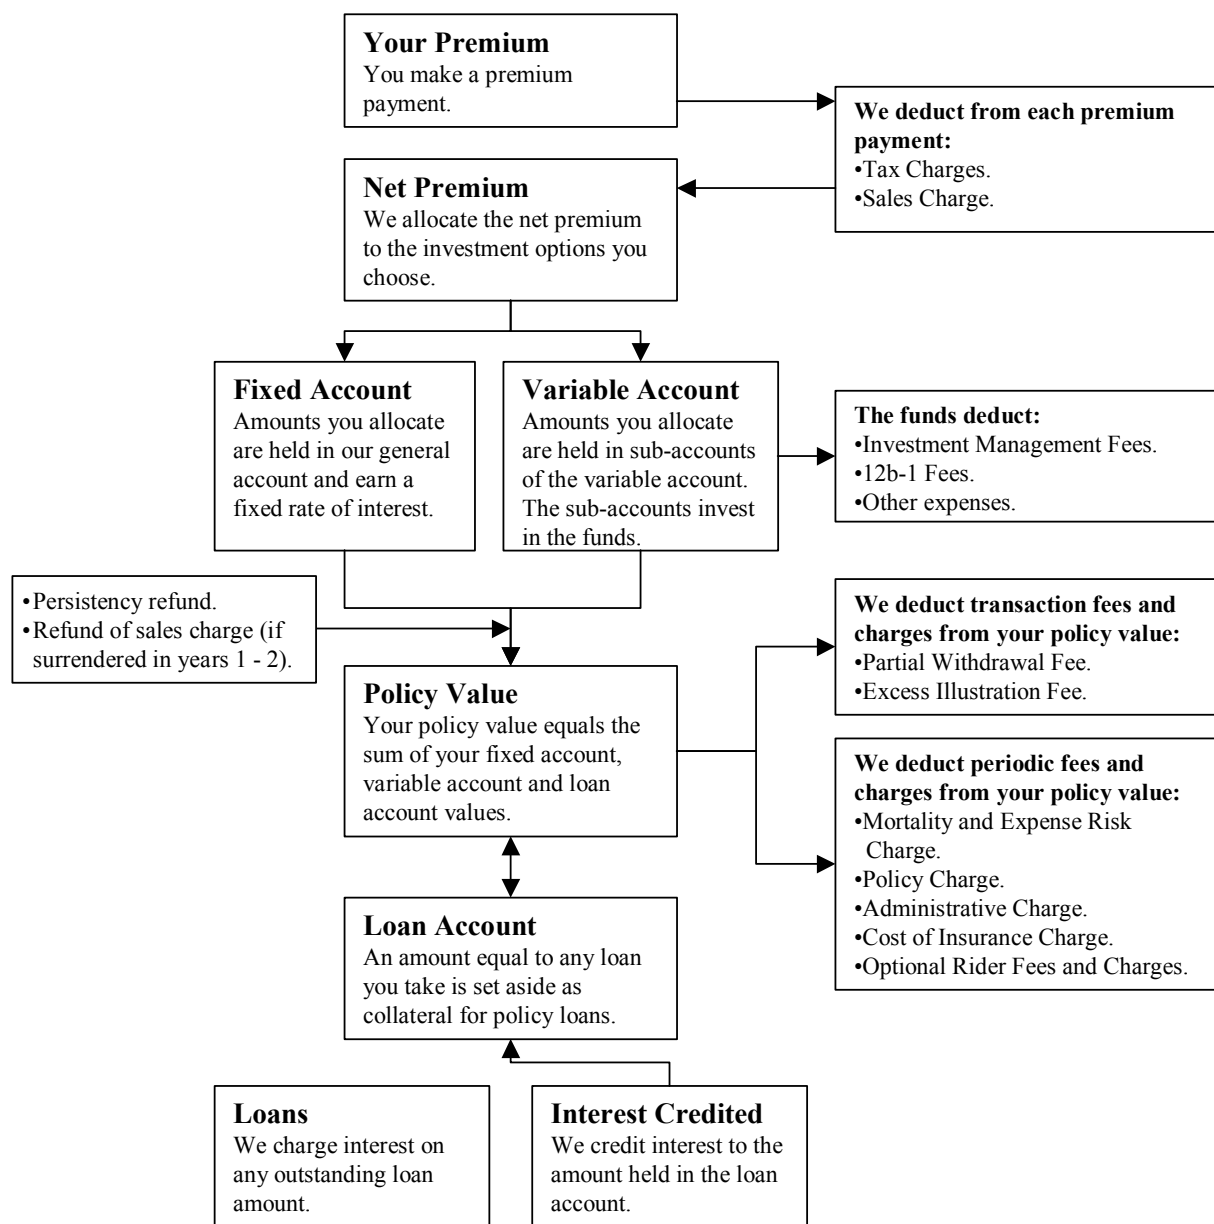 Your Premium
You make a premium
payment.
We deduct from each premium
payment:
•Tax Charges.
•Sales Charge.
Net Premium
We allocate the net premium
to the investment options you
choose.
Fixed Account
Amounts you allocate
are held in our general
account and earn a
fixed rate of interest.
Variable Account
Amounts you allocate
are held in sub-accounts
of the variable account.
The sub-accounts invest
in the funds.
The funds deduct:
•Investment Management Fees.
•12b-1 Fees.
•Other expenses.
•Persistency refund.
•Refund of sales charge (if
surrendered in years 1 - 2).
We deduct transaction fees and
charges from your policy value:
•Partial Withdrawal Fee.
•Excess Illustration Fee.
Policy Value
Your policy value equals the
sum of your fixed account,
variable account and loan
account values.
We deduct periodic fees and
charges from your policy value:
•Mortality and Expense Risk
Charge.
•Policy Charge.
•Administrative Charge.
•Cost of Insurance Charge.
•Optional Rider Fees and Charges.
Loan Account
An amount equal to any loan
you take is set aside as
collateral for policy loans.
Loans
We charge interest on
any outstanding loan
amount.
Interest Credited
We credit interest to the
amount held in the loan
account.